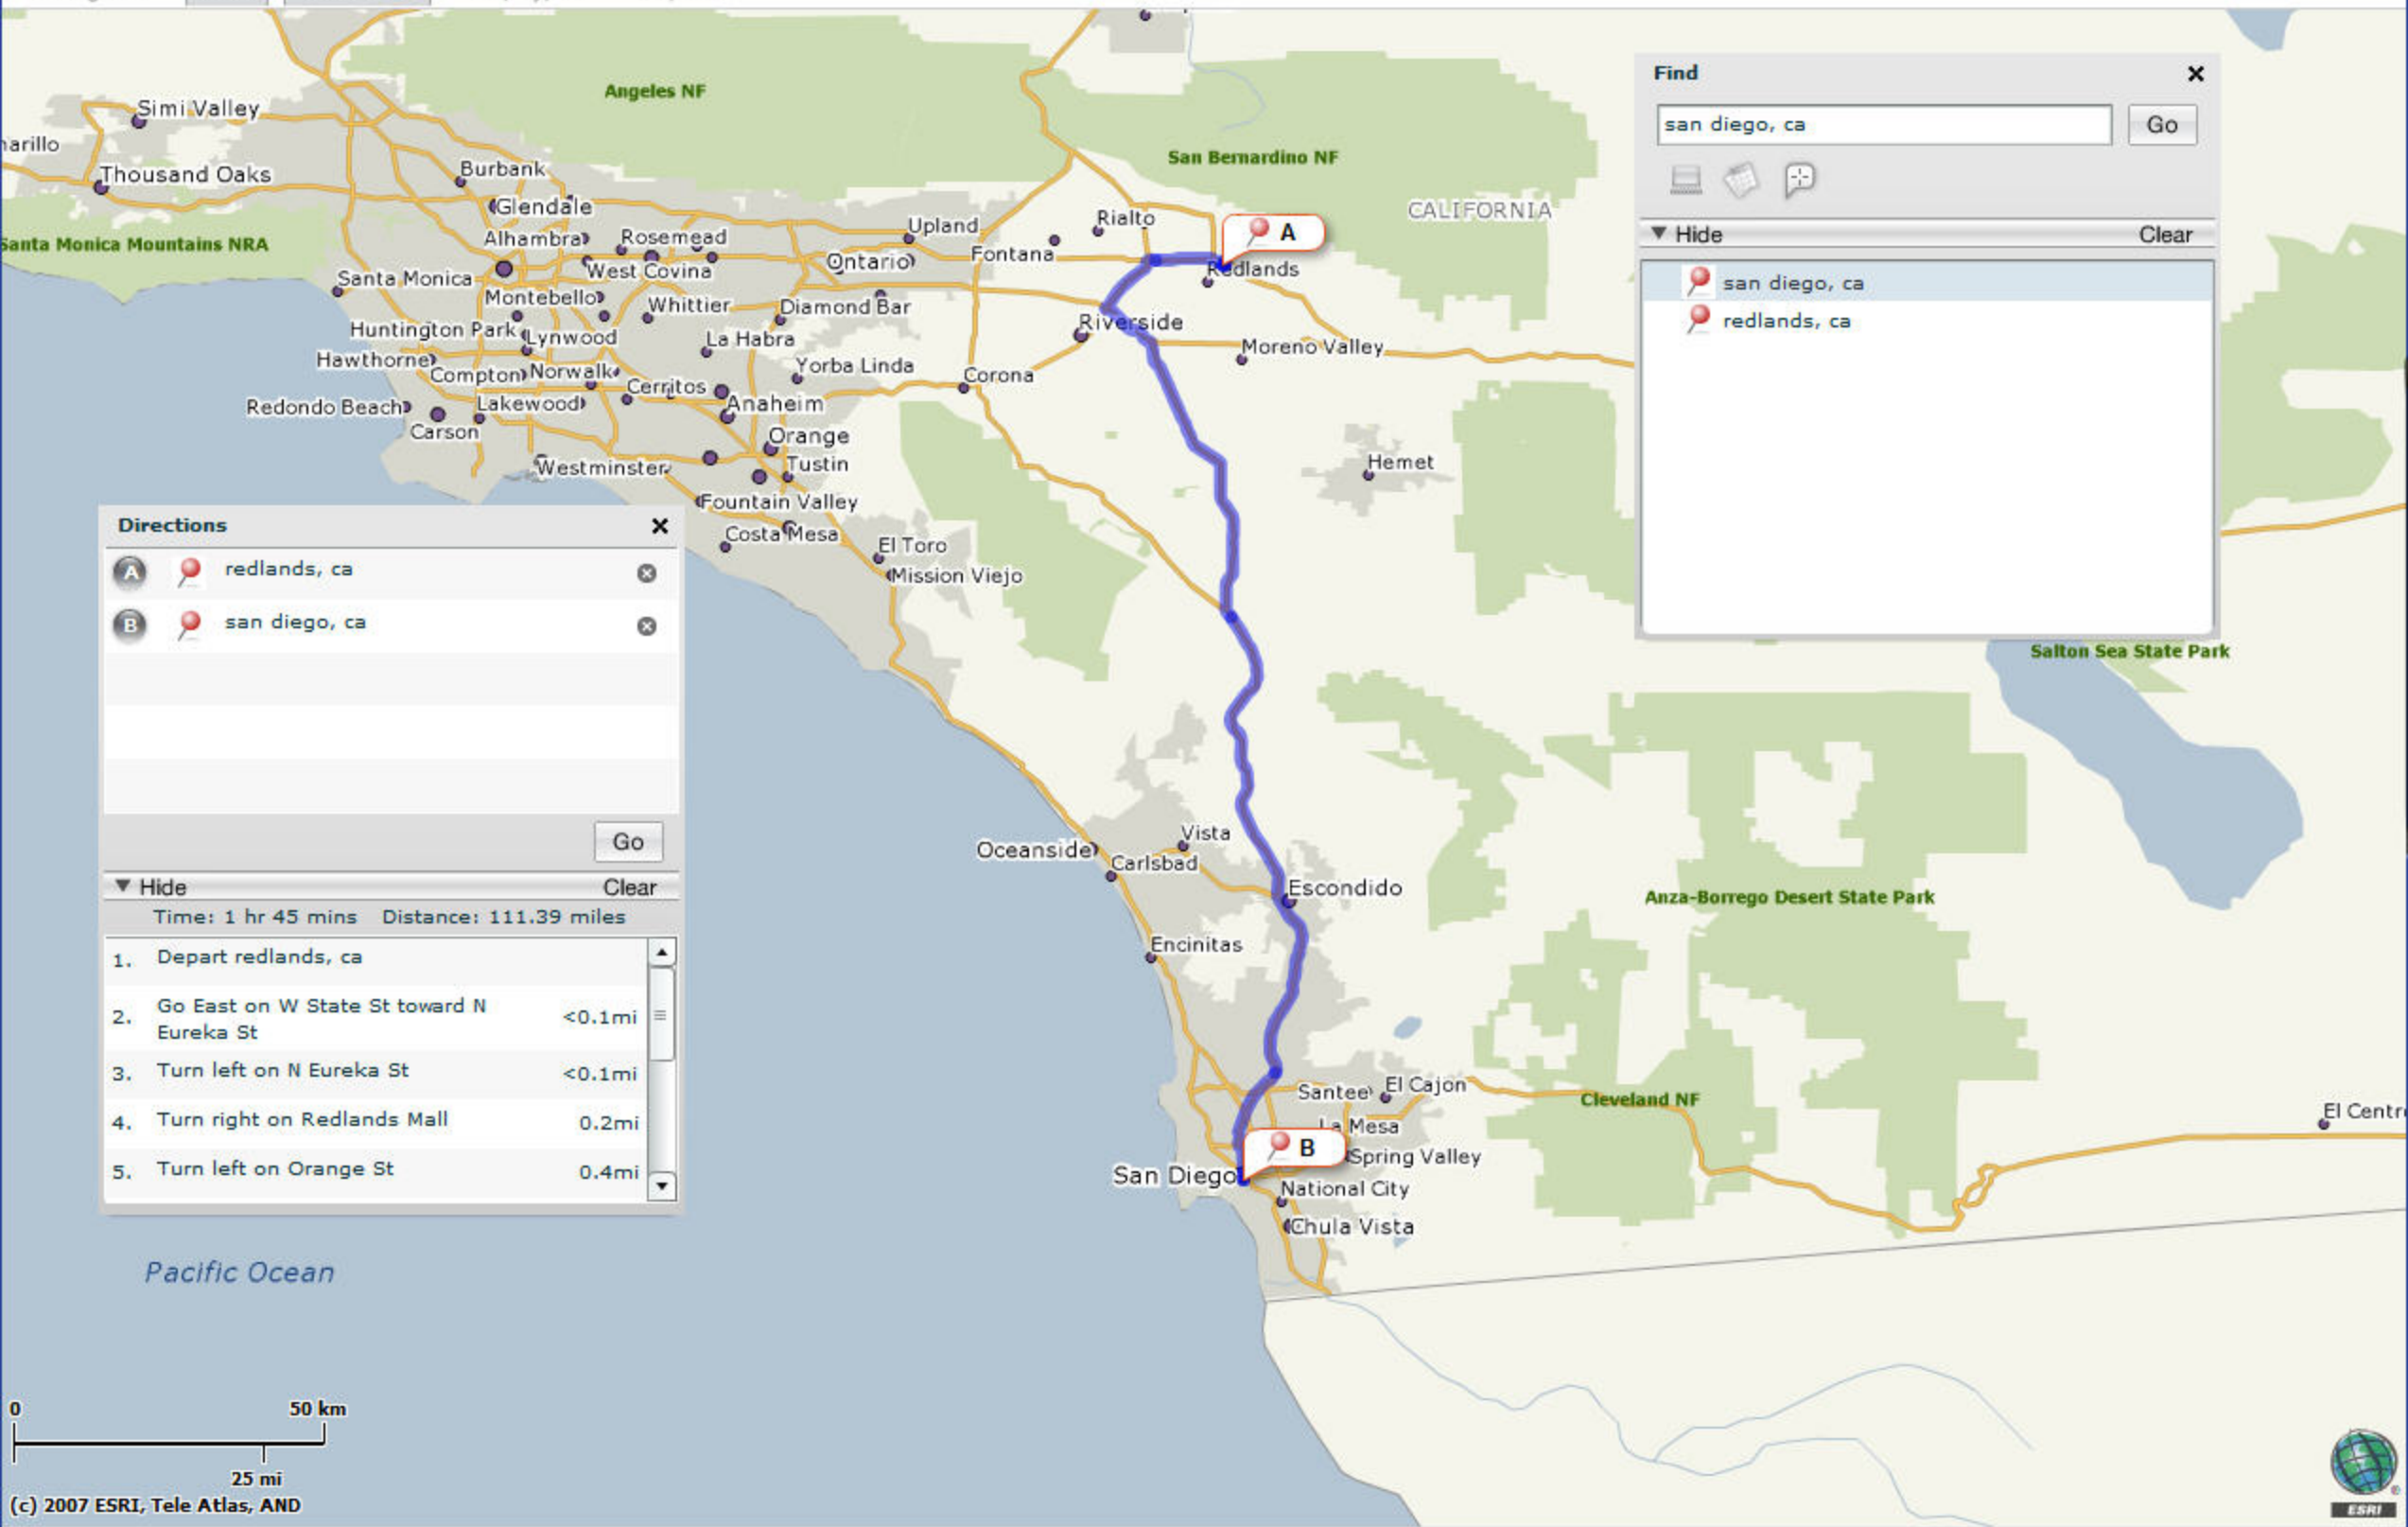 Angeles NF
Simi Valley
arillo
Thousand Oaks
Burbank
Glendale
San Bernardino NF
CALIFORNIA
Santa Monica Mountains NRA
Alhambra
Rosemead
Upland
Rialto
A
West Covina
Ontario
Fontana
Redlands
Santa Monica
Montebello
Whittier
Diamond Bar
Huntington Park
Lynwood
La Habra
Riverside
Moreno Valley
Hawthorne
Compton
Norwalk
Cerritos
Yorba Linda
Corona
Redondo Beach
Lakewood
Anaheim
Carson
Orange
Westminster
Tustin
Hemet
Fountain Valley
Costa Mesa
El Toro
Mission Viejo
Find
san diego, ca
Go
Hide
Clear
san diego, ca
redlands, ca
Directions
A redlands, ca
B san diego, ca
Go
Hide
Clear
Time: 1 hr 45 mins Distance: 111.39 miles
1. Depart redlands, ca
2. Go East on W State St toward N
Eureka St
<0.1mi
3. Turn left on N Eureka St <0.1mi
4. Turn right on Redlands Mall 0.2mi
5. Turn left on Orange St 0.4mi
Salton Sea State Park
Vista
Oceanside
Carlsbad
Escondido
Anza-Borrego Desert State Park
Encinitas
Santee
El Cajon
Cleveland NF
El Centr
La Mesa
B
Spring Valley
San Diego
National City
Chula Vista
Pacific Ocean
0 50 km
25 mi
(c) 2007 ESRI, Tele Atlas, AND
ESRI